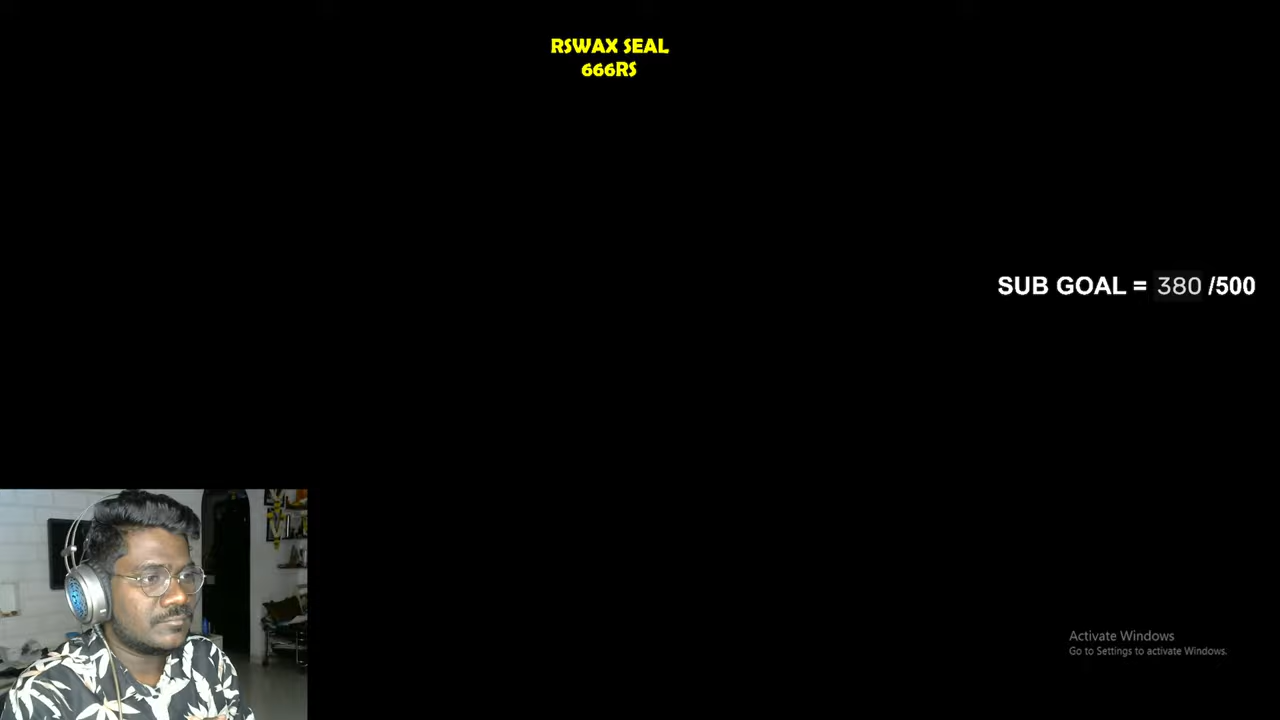 RSWAX SEAL
666RS
SUB GOAL = 380 /500
Activate Windows
Go to Settings to activate Windows.